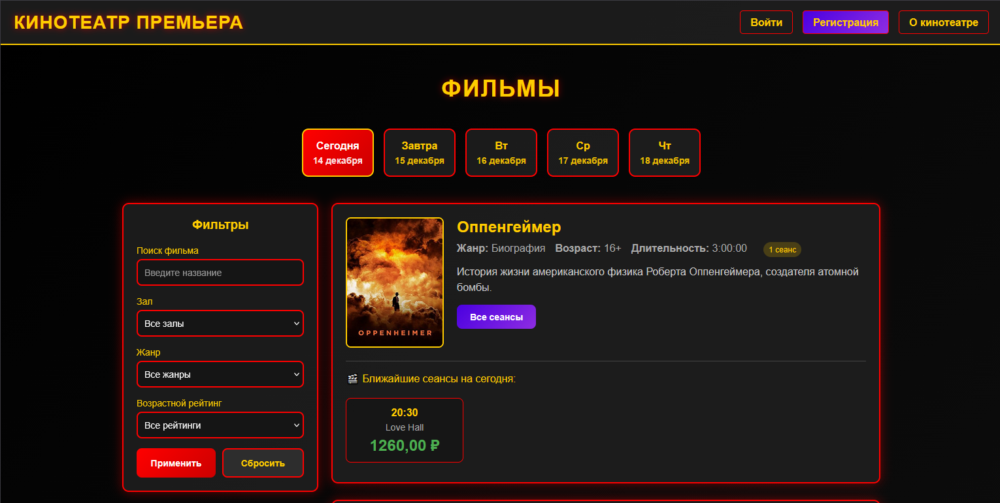 КИНОТЕАТР ПРЕМЬЕРА
Войти
Регистрация
О кинотеатре
ФИЛЬМЫ
Сегодня
14 декабря
Завтра
15 декабря
Вт
16 декабря
Ср
17 декабря
Чт
18 декабря
Фильтры
Поиск фильма
Введите название
Зал
Все залы
Жанр
Все жанры
Возрастной рейтинг
Все рейтинги
Применить
Сбросить
OPPENHEIMER
Оппенгеймер
Жанр: Биография Возраст: 16+ Длительность: 3:00:00 1 сеанс
История жизни американского физика Роберта Оппенгеймера, создателя атомной
бомбы.
Все сеансы
🎬 Ближайшие сеансы на сегодня:
20:30
Love Hall
1260,00 ₽